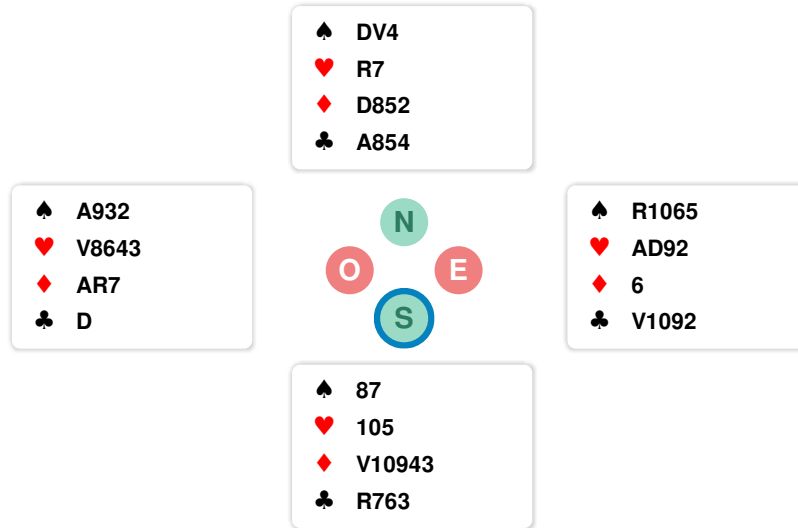 ♠ DV4
♥ R7
♦ D852
♣ A854
♠ A932
♥ V8643
♦ AR7
♣ D
N
O E
S
♠ R1065
♥ AD92
♦ 6
♣ V1092
♠ 87
♥ 105
♦ V10943
♣ R763